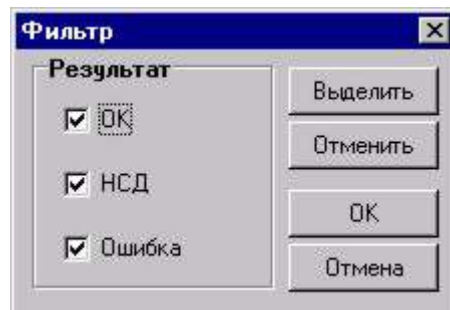 Фильтр
Результат
OK
НСД
Ошибка
Выделить
Отменить
OK
Отмена